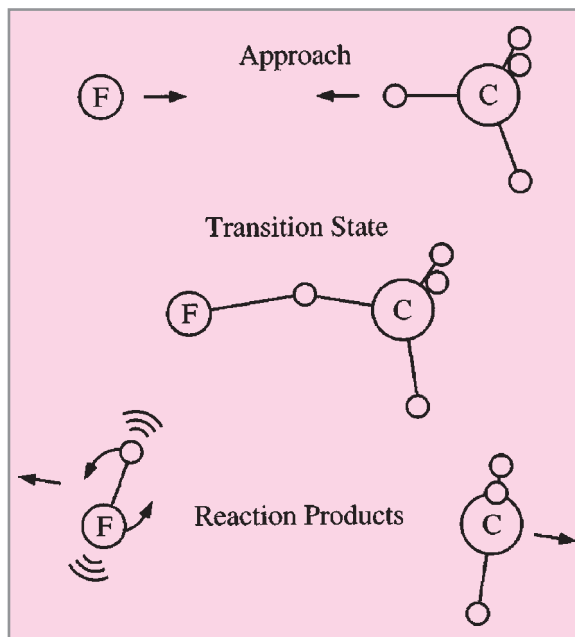 Approach
F
C
Transition State
F
C
F
Reaction Products
C